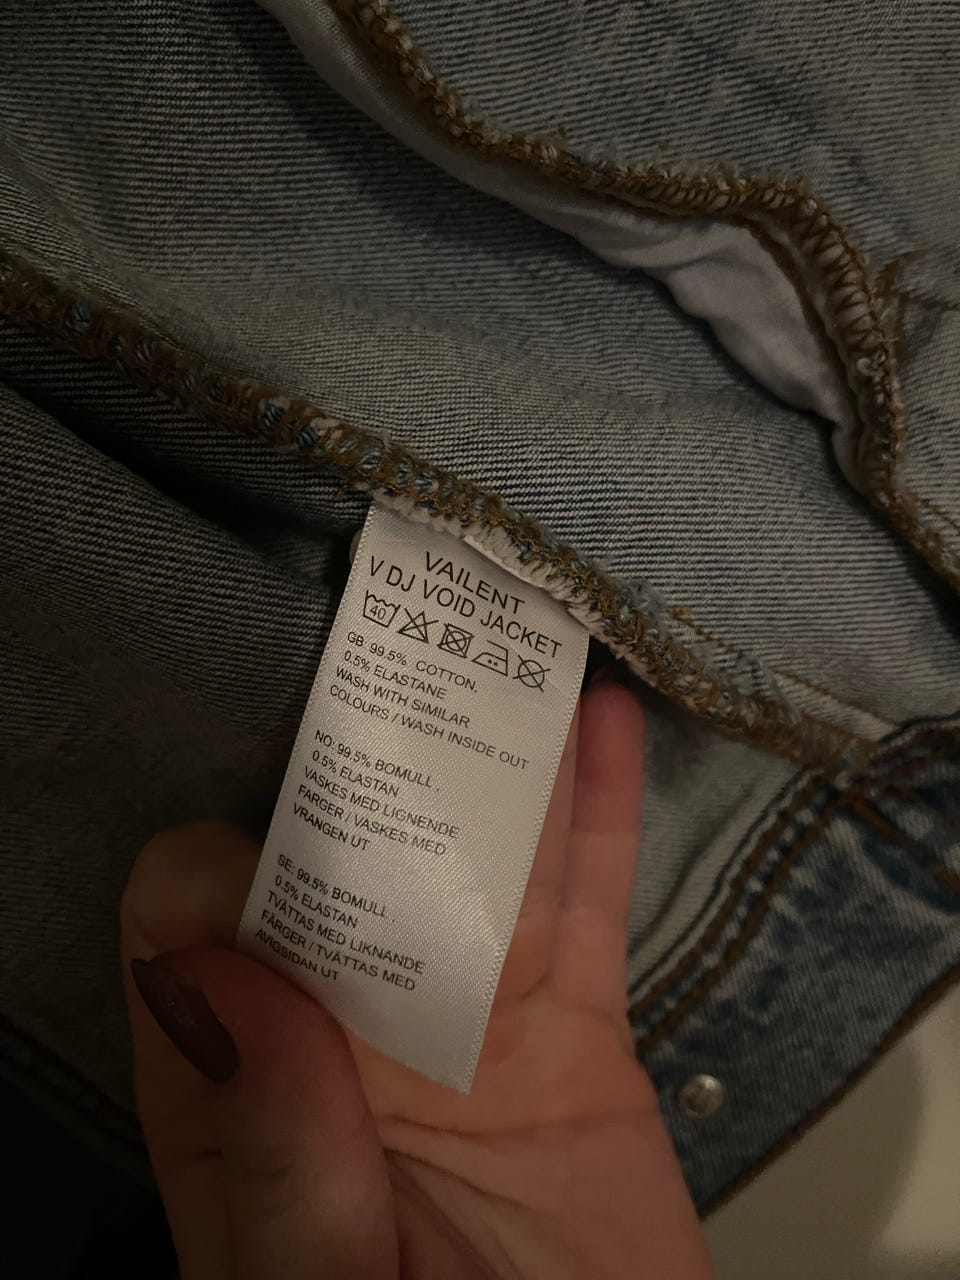 VAILENT
V DJ VOID JACKET
40
GB: 99.5% COTTON,
0.5% ELASTANE
WASH WITH SIMILAR
COLOURS / WASH INSIDE OUT
NO: 99.5% BOMULL ,
0.5% ELASTAN
VASKES MED LIGNENDE
FARGER / VASKES MED
VRANGEN UT
SE: 99.5% BOMULL ,
0.5% ELASTAN
TVÄTTAS MED LIKNANDE
FÄRGER / TVÄTTAS MED
AVIGSIDAN UT